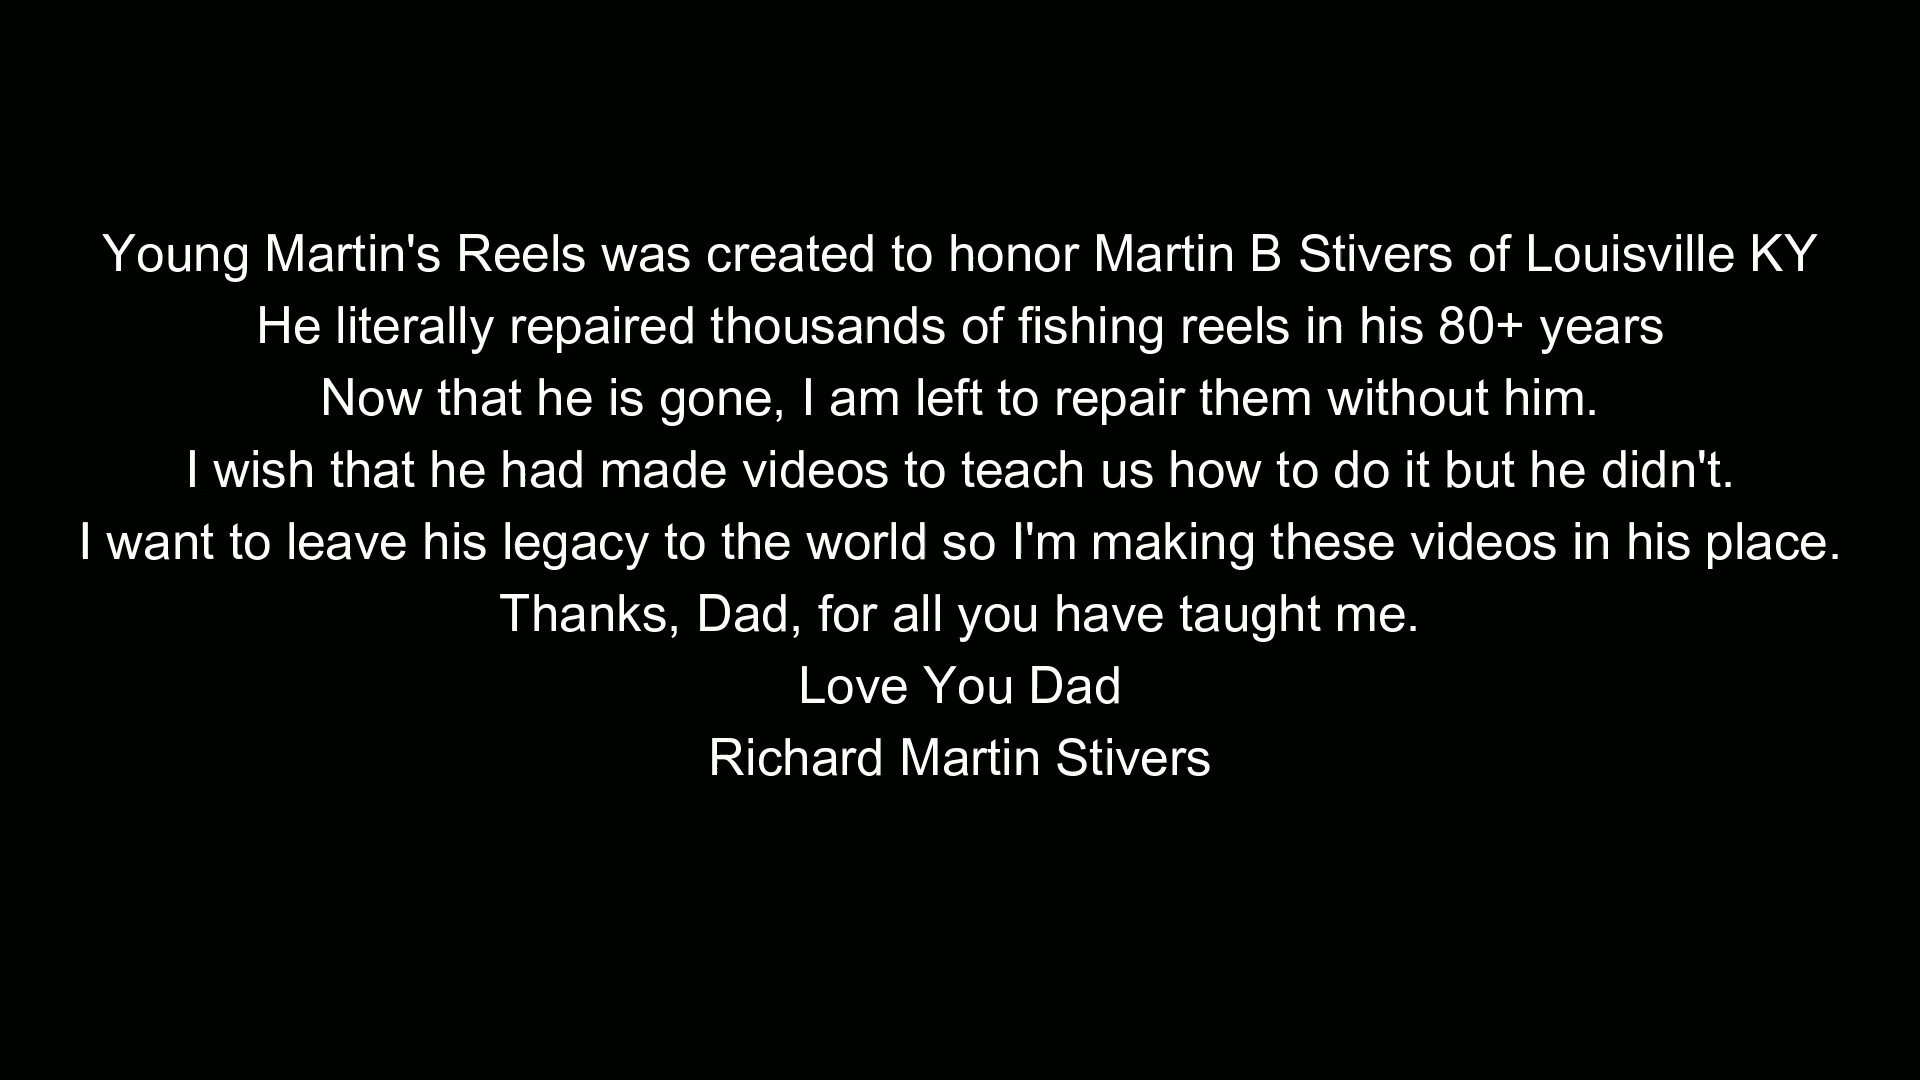 Young Martin's Reels was created to honor Martin B Stivers of Louisville KY
He literally repaired thousands of fishing reels in his 80+ years
Now that he is gone, I am left to repair them without him.
I wish that he had made videos to teach us how to do it but he didn't.
I want to leave his legacy to the world so I'm making these videos in his place.
Thanks, Dad, for all you have taught me.
Love You Dad
Richard Martin Stivers